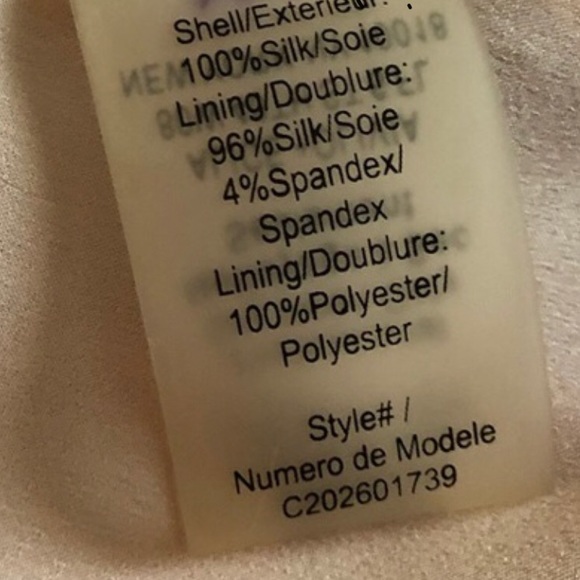 Shell/Exterieur:
100%Silk/Soie
Lining/Doublure:
96%Silk/Soie
4%Spandex/
Spandex
Lining/Doublure:
100%Polyester/
Polyester
Style# /
Numero de Modele
C202601739